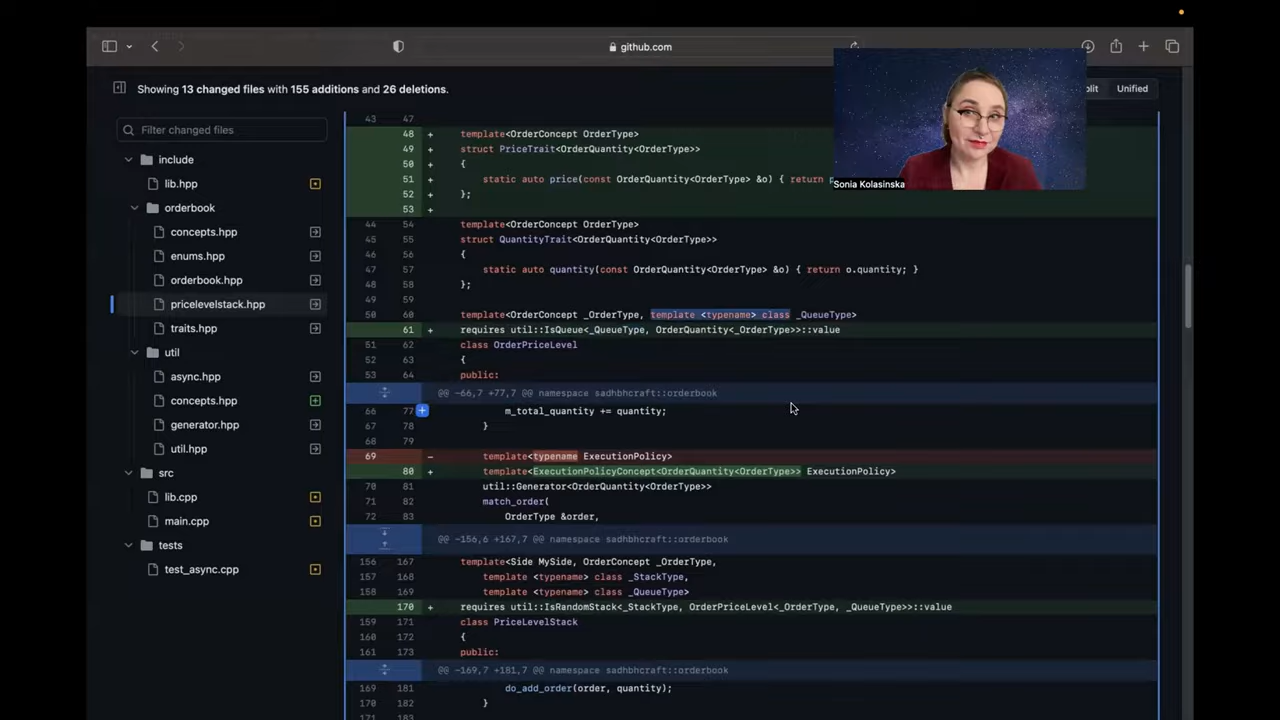 github.com
Showing 13 changed files with 155 additions and 26 deletions.
Unified
Filter changed files
include
lib.hpp
orderbook
concepts.hpp
enums.hpp
orderbook.hpp
pricelevelstack.hpp
traits.hpp
util
async.hpp
concepts.hpp
generator.hpp
util.hpp
src
lib.cpp
main.cpp
tests
test_async.cpp
Sonia Kolasinska
43 47
48 + template<OrderConcept OrderType>
49 + struct PriceTrait<OrderQuantity<OrderType>>
50 + {
51 + static auto price(const OrderQuantity<OrderType> &o) { return
52 + };
53 +
44 54 template<OrderConcept OrderType>
45 55 struct QuantityTrait<OrderQuantity<OrderType>>
46 56 {
47 57 static auto quantity(const OrderQuantity<OrderType> &o) { return o.quantity; }
48 58 };
49 59
50 60 template<OrderConcept _OrderType, template <typename> class _QueueType>
61 + requires util::IsQueue<_QueueType, OrderQuantity<_OrderType>>::value
51 62 class OrderPriceLevel
52 63 {
53 64 public:
@@ -66,7 +77,7 @@ namespace sadhbhcraft::orderbook
66 77 + m_total_quantity += quantity;
67 78 }
68 79
69 - template<typename ExecutionPolicy>
80 + template<ExecutionPolicyConcept<OrderQuantity<OrderType>> ExecutionPolicy>
70 81 util::Generator<OrderQuantity<OrderType>>
71 82 match_order(
72 83 OrderType &order,
@@ -156,6 +167,7 @@ namespace sadhbhcraft::orderbook
156 167 template<Side MySide, OrderConcept _OrderType,
157 168 template <typename> class _StackType,
158 169 template <typename> class _QueueType>
170 + requires util::IsRandomStack<_StackType, OrderPriceLevel<_OrderType, _QueueType>>::value
159 171 class PriceLevelStack
160 172 {
161 173 public:
@@ -169,7 +181,7 @@ namespace sadhbhcraft::orderbook
169 181 do_add_order(order, quantity);
170 182 }